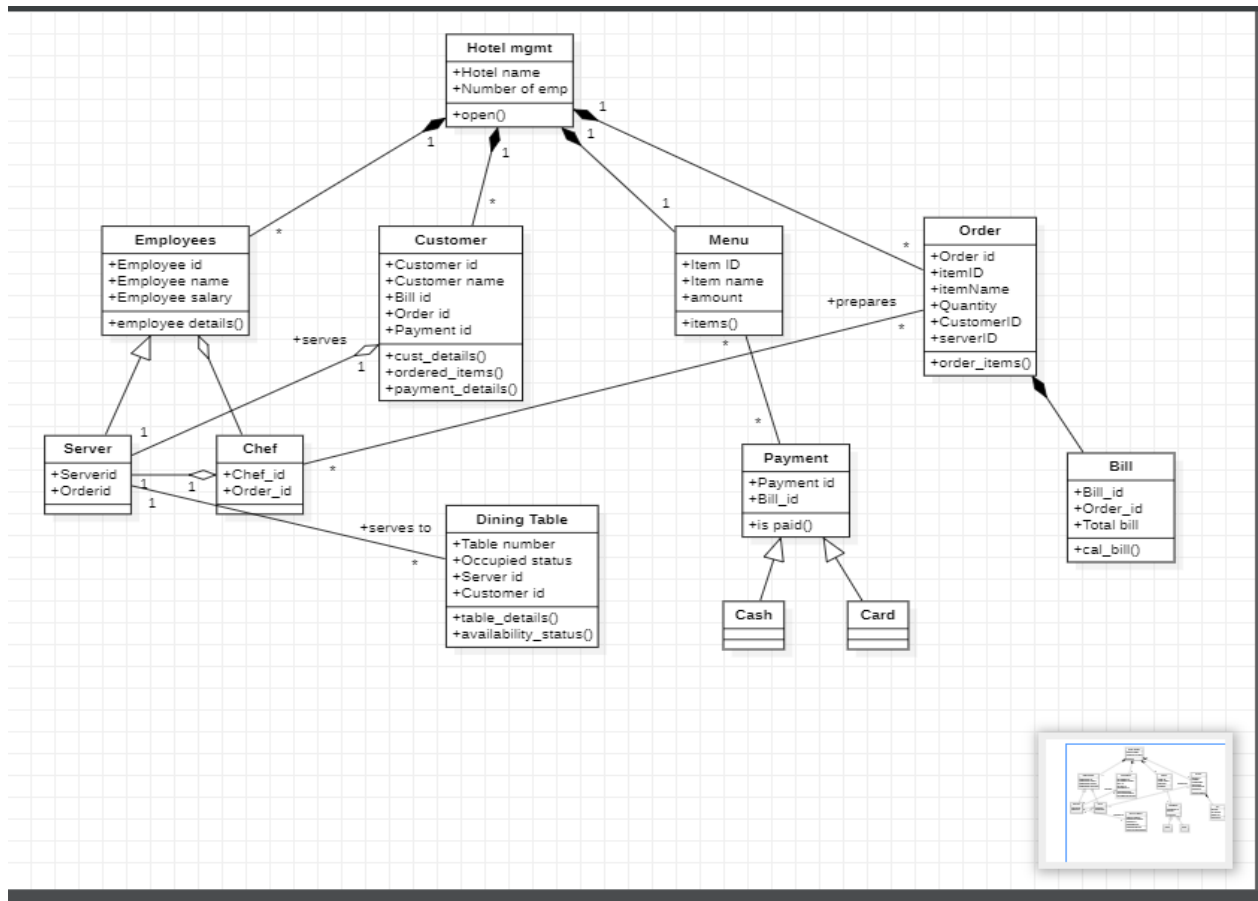 Hotel mgmt
+Hotel name
+Number of emp
+open()
1
1
1
1
*
*
1
*
Employees
+Employee id
+Employee name
+Employee salary
+employee details()
Customer
+Customer id
+Customer name
+Bill id
+Order id
+Payment id
+cust_details()
+ordered_items()
+payment_details()
Menu
+Item ID
+Item name
+amount
+items()
Order
+Order id
+itemID
+itemName
+Quantity
+CustomerID
+serverID
+order_items()
+prepares
*
*
+serves
1
1
*
*
Server
+Serverid
+Orderid
1
1
1
Chef
+Chef_id
+Order_id
+serves to
*
Dining Table
+Table number
+Occupied status
+Server id
+Customer id
+table_details()
+availability_status()
Payment
+Payment id
+Bill_id
+is paid()
Bill
+Bill_id
+Order_id
+Total bill
+cal_bill()
Cash
Card